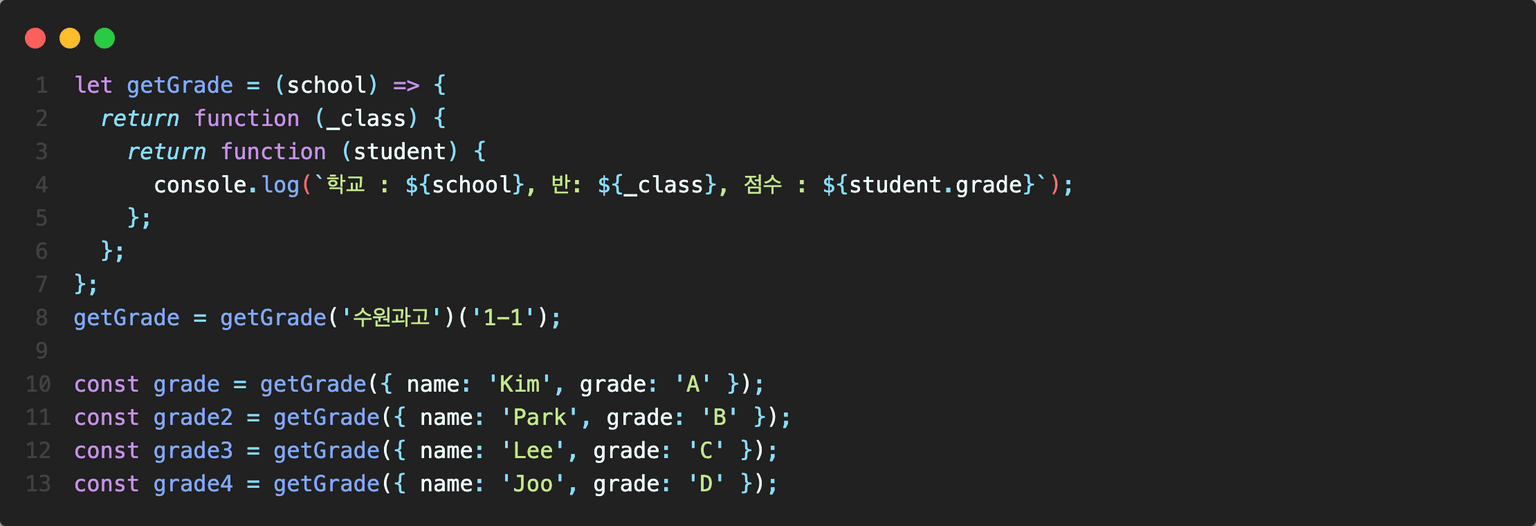 1 let getGrade = (school) => {
2   return function (_class) {
3     return function (student) {
4       console.log(`학교 : ${school}, 반: ${_class}, 점수 : ${student.grade}`);
5     };
6   };
7 };
8 getGrade = getGrade('수원과고')('1-1');
9
10 const grade = getGrade({ name: 'Kim', grade: 'A' });
11 const grade2 = getGrade({ name: 'Park', grade: 'B' });
12 const grade3 = getGrade({ name: 'Lee', grade: 'C' });
13 const grade4 = getGrade({ name: 'Joo', grade: 'D' });